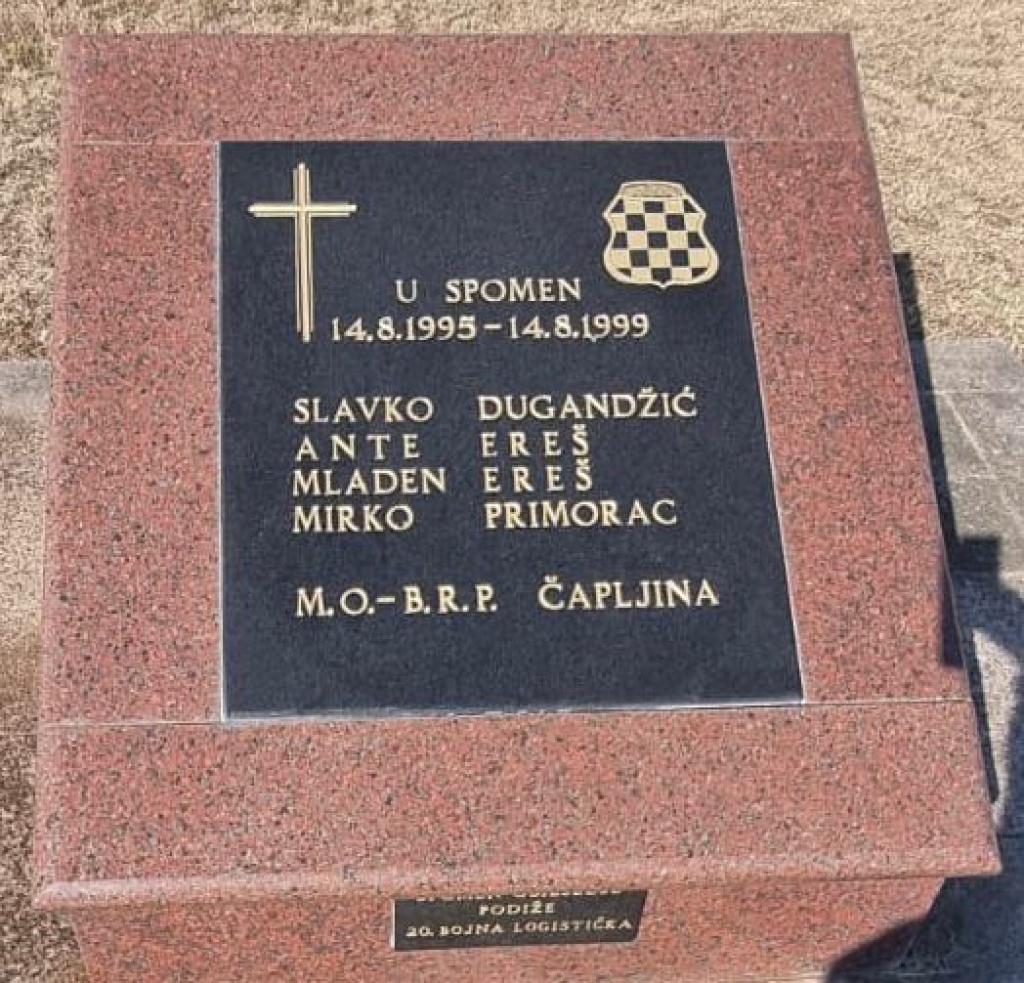 U SPOMEN
14.8.1995-14.8.1999
SLAVKO DUGANDŽIĆ
ANTE EREŠ
MLADEN EREŠ
MIRKO PRIMORAC
M.O.-B.R.P. ČAPLJINA
PODIŽE
20. BOJNA LOGISTIČKA